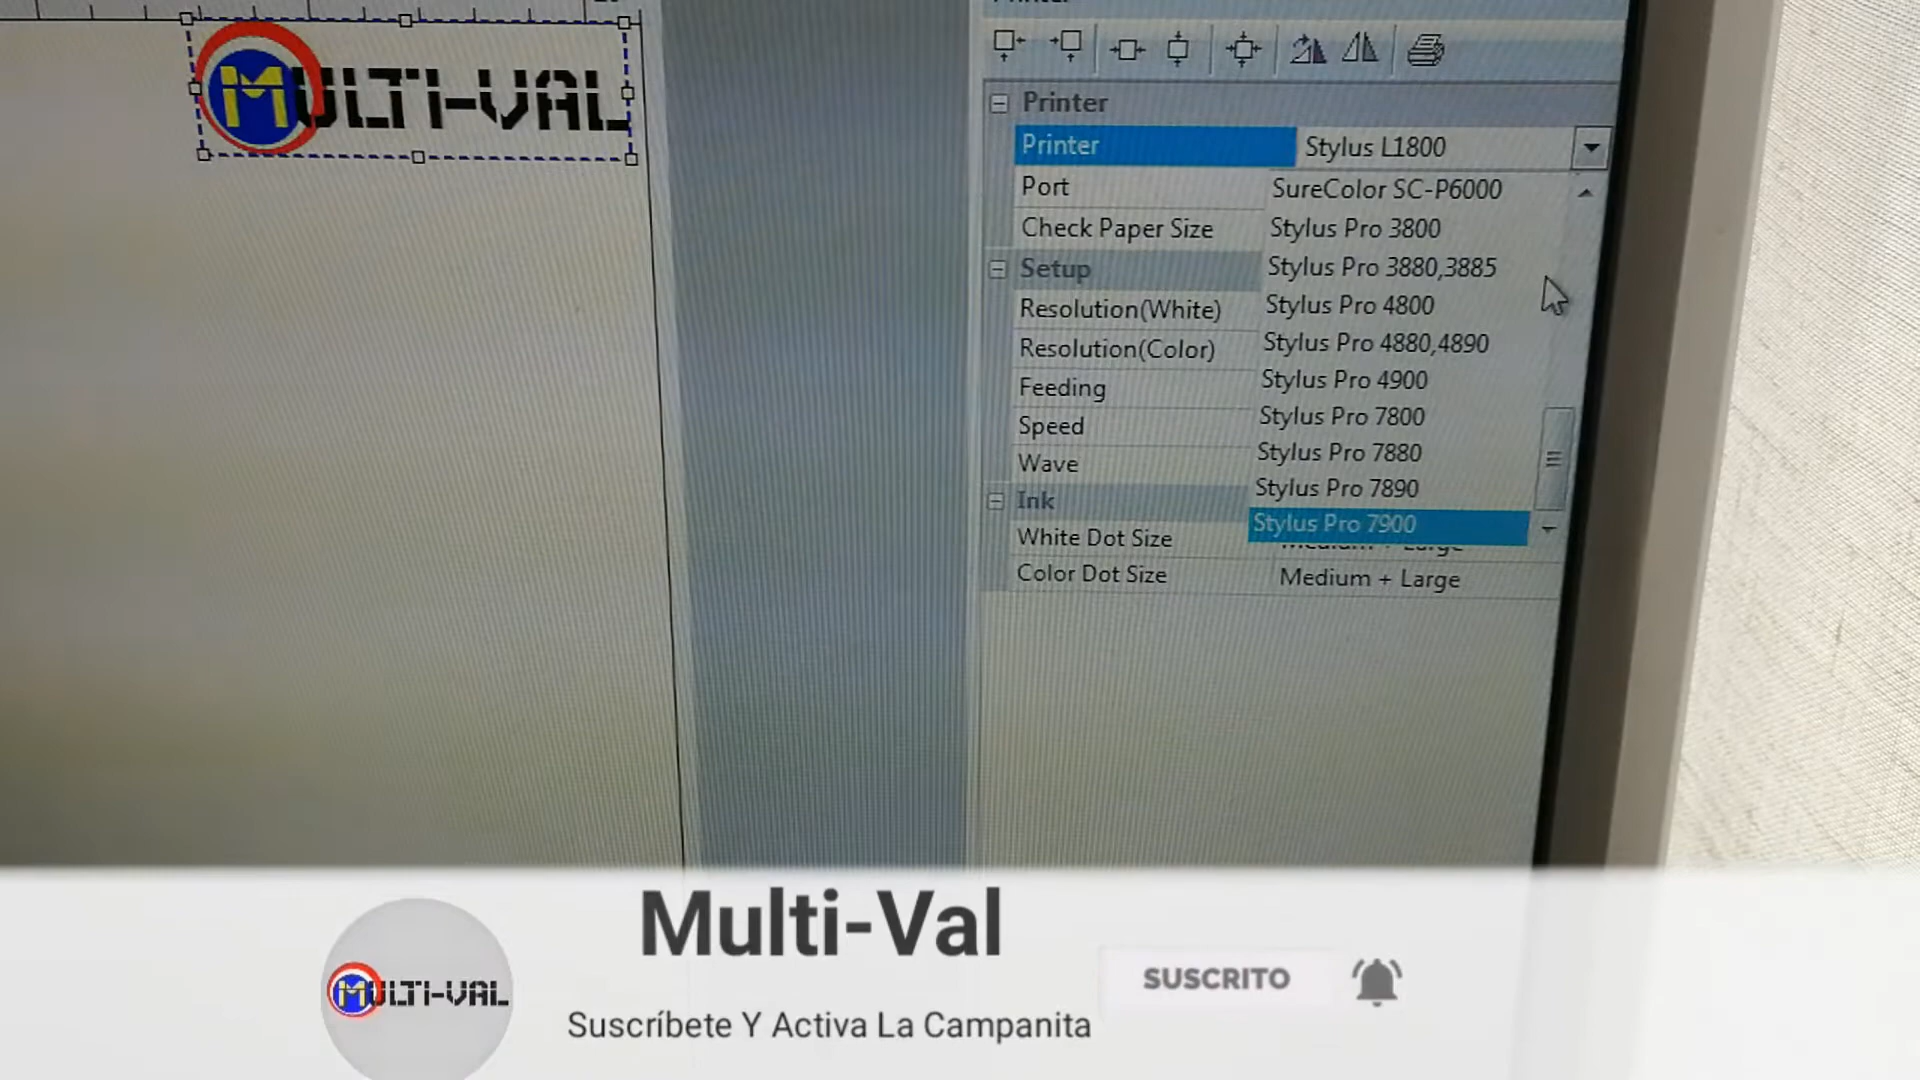 MULTI-VAL
Printer
Printer
Stylus L1800
Port
SureColor SC-P6000
Check Paper Size
Stylus Pro 3800
Setup
Stylus Pro 3880,3885
Resolution(White)
Stylus Pro 4800
Resolution(Color)
Stylus Pro 4880,4890
Feeding
Stylus Pro 4900
Speed
Stylus Pro 7800
Wave
Stylus Pro 7880
Ink
Stylus Pro 7890
White Dot Size
Stylus Pro 7900
Color Dot Size
Medium + Large
Multi-Val
MULTI-VAL
SUSCRITO
Suscríbete Y Activa La Campanita